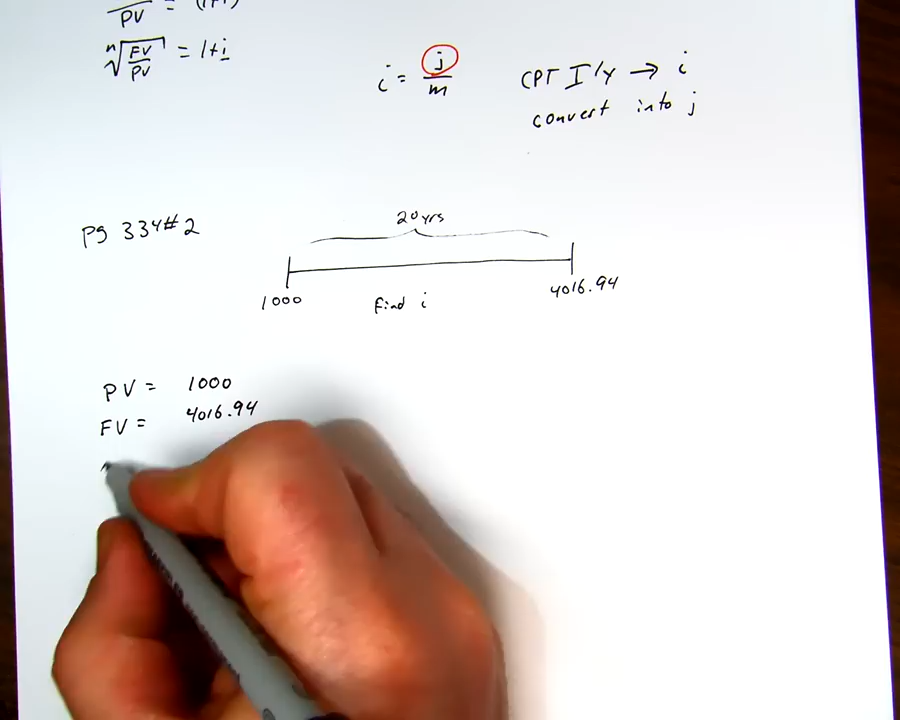 PV = (1+i)
n√FV/PV = 1+i
i = j/m
CPT I/Y → i
convert into j
Pg 334#2
20yrs
1000
4016.94
find i
PV = 1000
FV = 4016.94